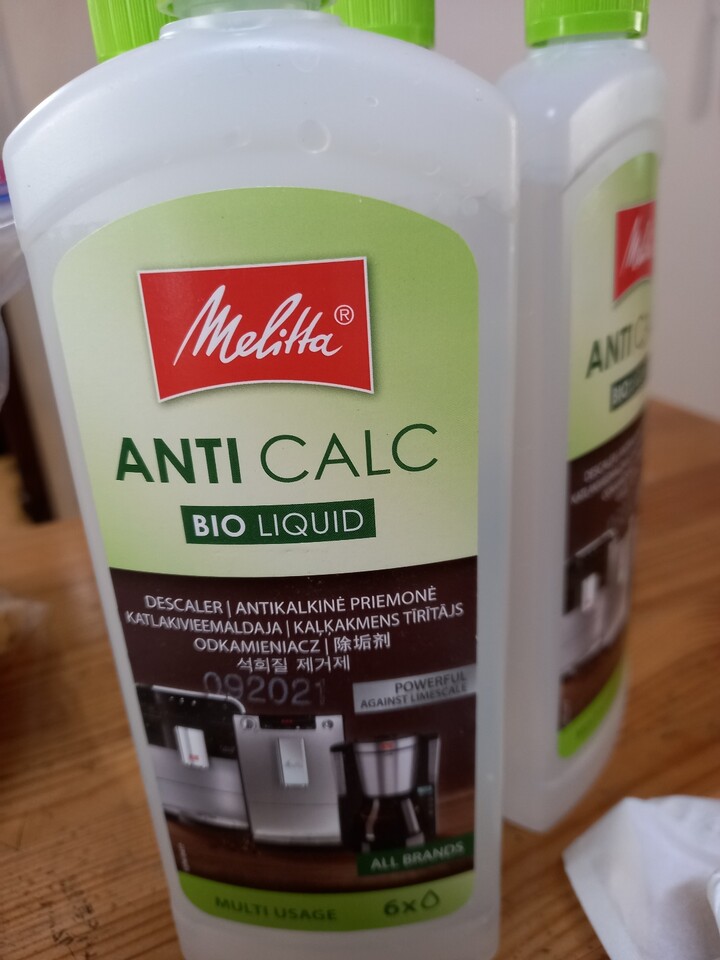 Melitta®
ANTI CALC
BIO LIQUID
DESCALER | ANTIKALKINĖ PRIEMONĖ
KATLAKIVIEEMALDAJA | KAĻĶAKMENS TĪRĪTĀJS
ODKAMIENIACZ | 除垢剂
석회질 제거제
092021
POWERFUL
AGAINST LIMESCALE
ALL BRANDS
MULTI USAGE 6x
ANTI